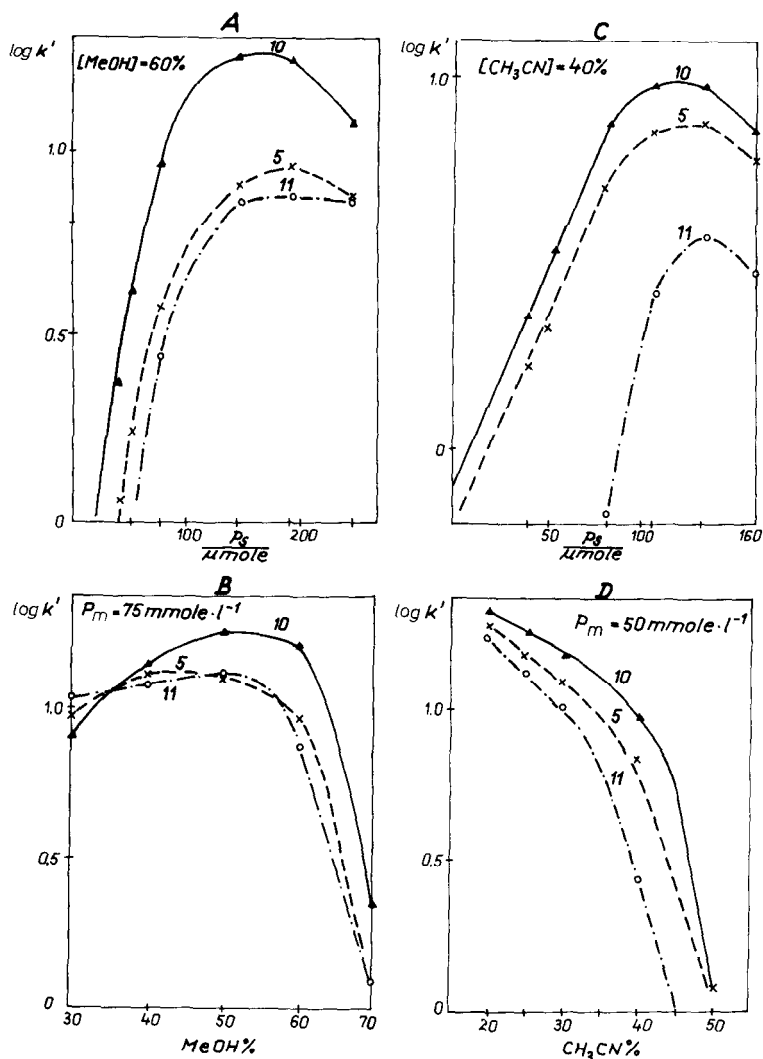 A
log k'
[MeOH]=60%
10
1.0
5
11
0.5
0
100
200
Ps
µmole
C
log k'
[CH₃CN]=40%
1.0
10
5
11
0
50
100
160
Ps
µmole
B
log k'
Pm = 75 mmole·l⁻¹
10
5
11
1.0
0.5
0
30
40
50
60
70
MeOH%
D
log k'
Pm = 50 mmole·l⁻¹
10
5
11
1.0
0.5
0
20
30
40
50
CH₃CN%